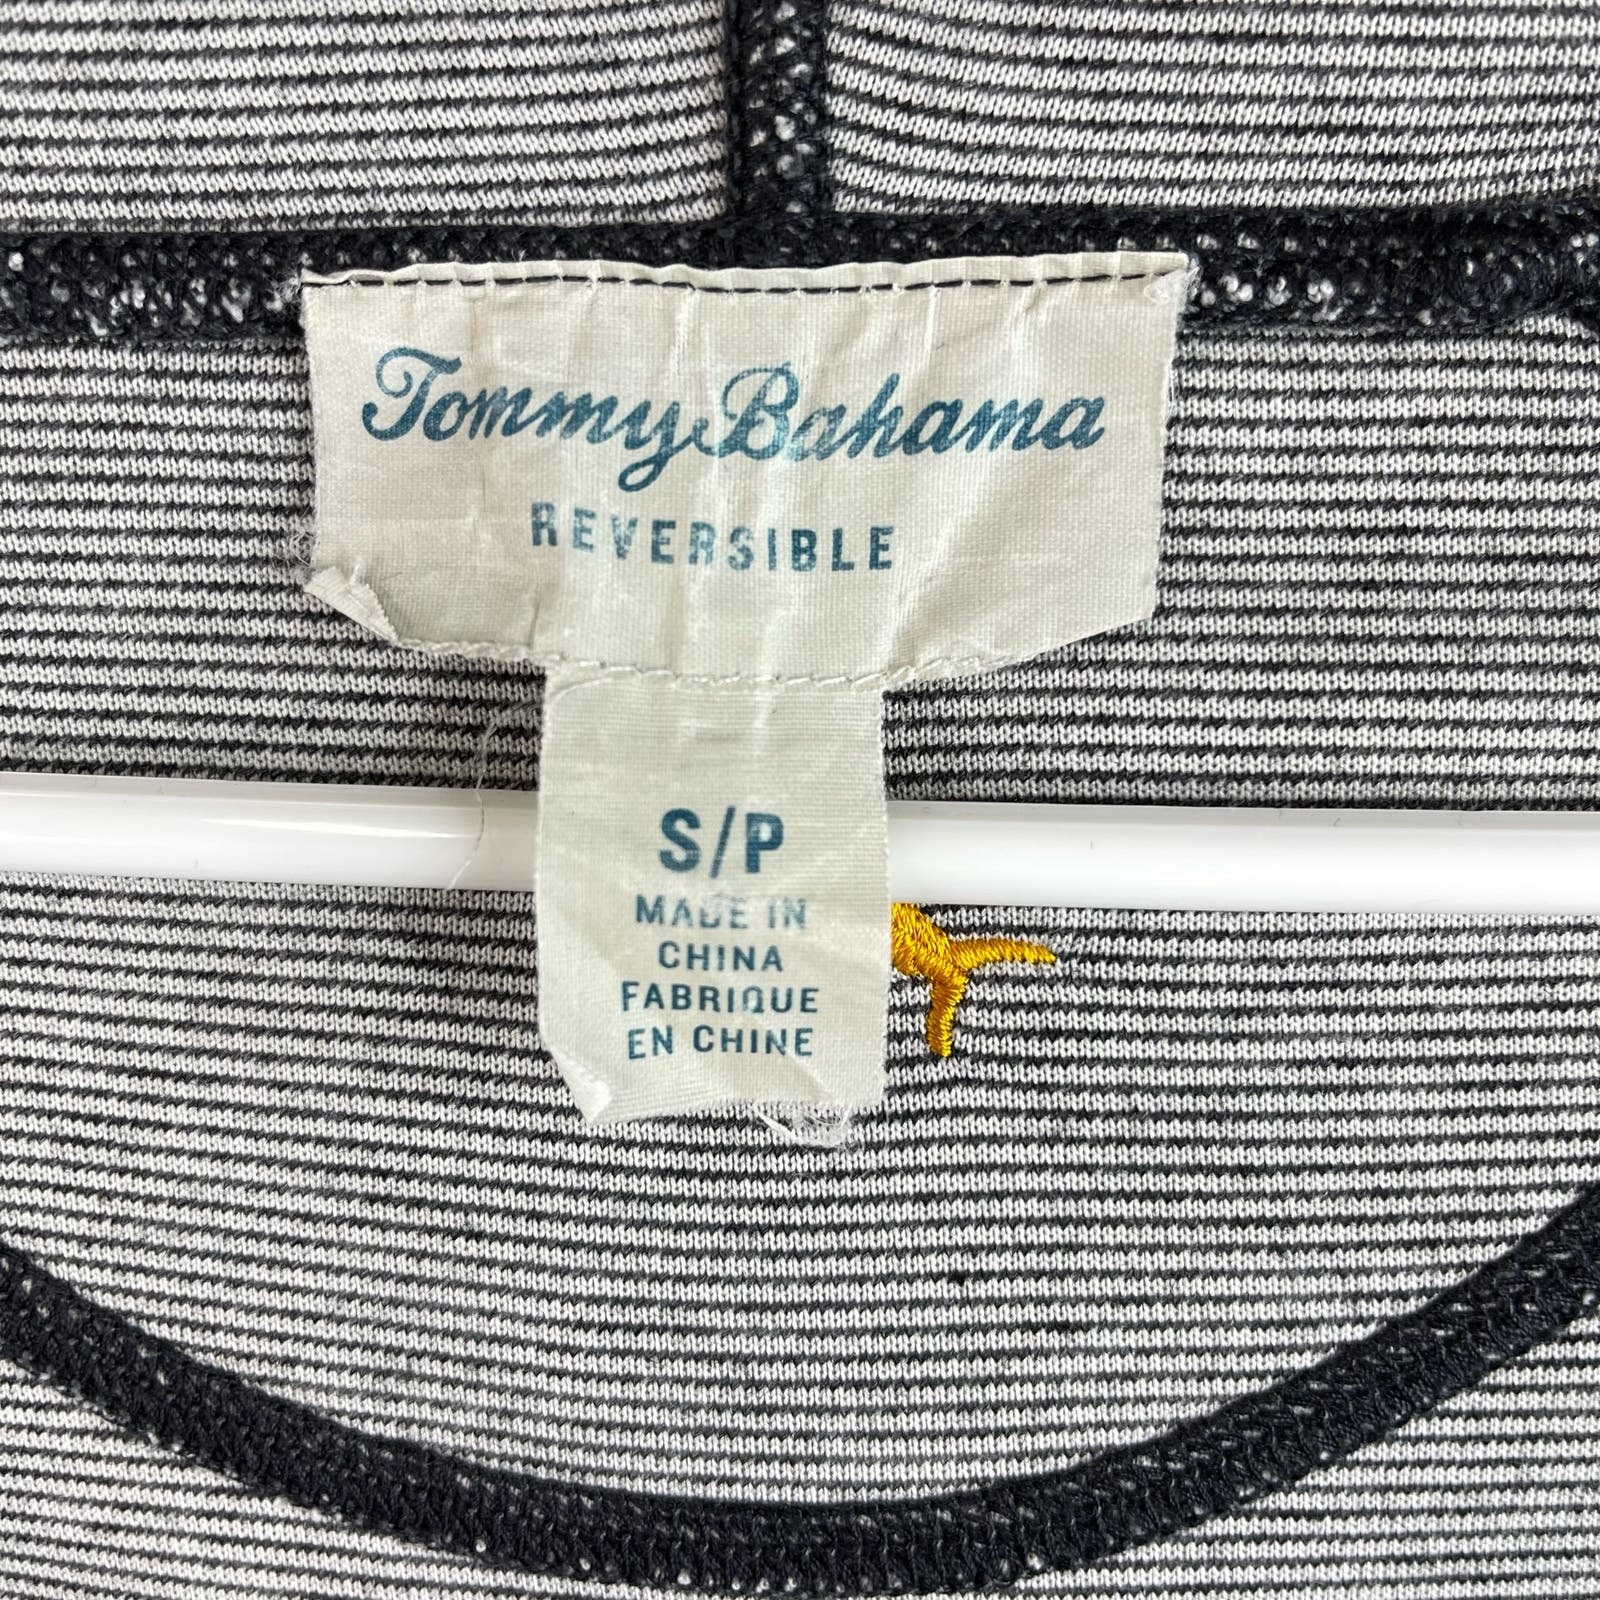 Tommy Bahama
REVERSIBLE
S/P
MADE IN
CHINA
FABRIQUE
EN CHINE